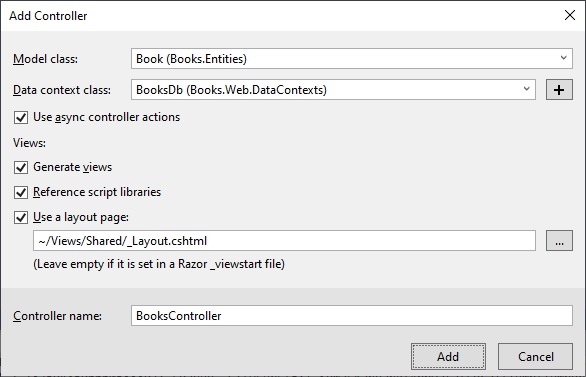 Add Controller
Model class: Book (Books.Entities)
Data context class: BooksDb (Books.Web.DataContexts) +
Use async controller actions
Views:
Generate views
Reference script libraries
Use a layout page:
~/Views/Shared/_Layout.cshtml ...
(Leave empty if it is set in a Razor _viewstart file)
Controller name: BooksController
Add Cancel